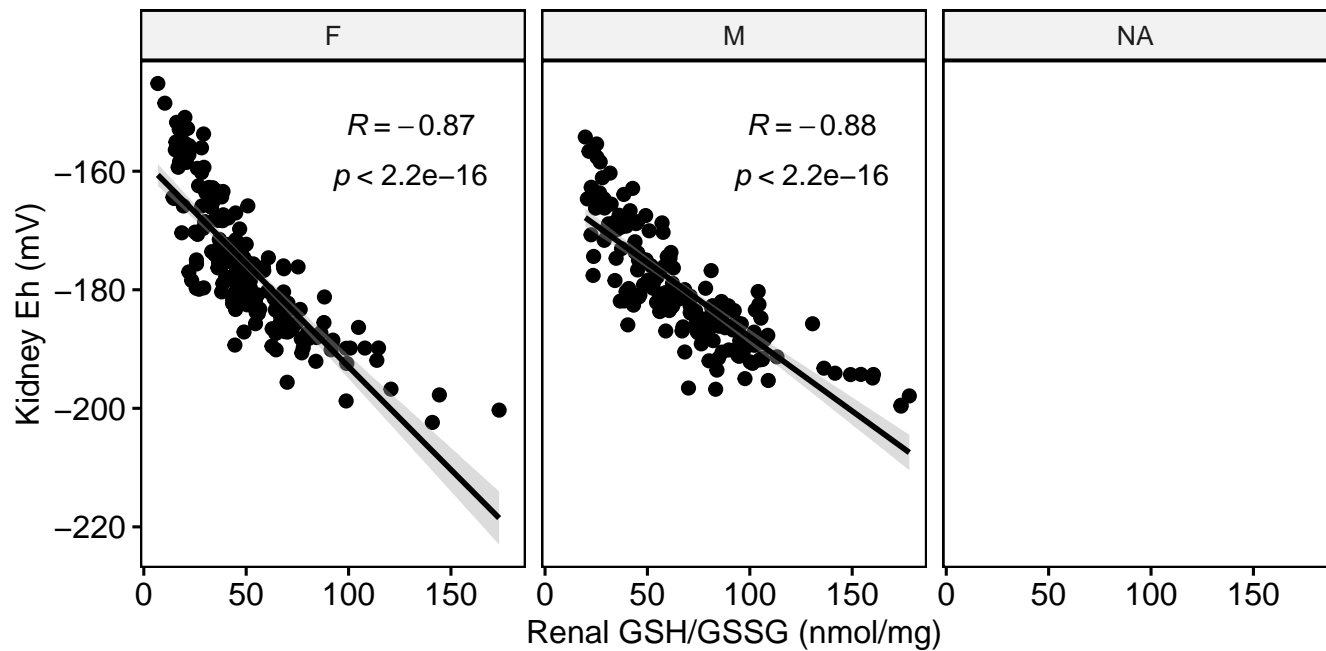 F
M
NA
R = −0.87
p < 2.2e−16
R = −0.88
p < 2.2e−16
Kidney Eh (mV)
−160
−180
−200
−220
0 50 100 150
0 50 100 150
0 50 100 150
Renal GSH/GSSG (nmol/mg)